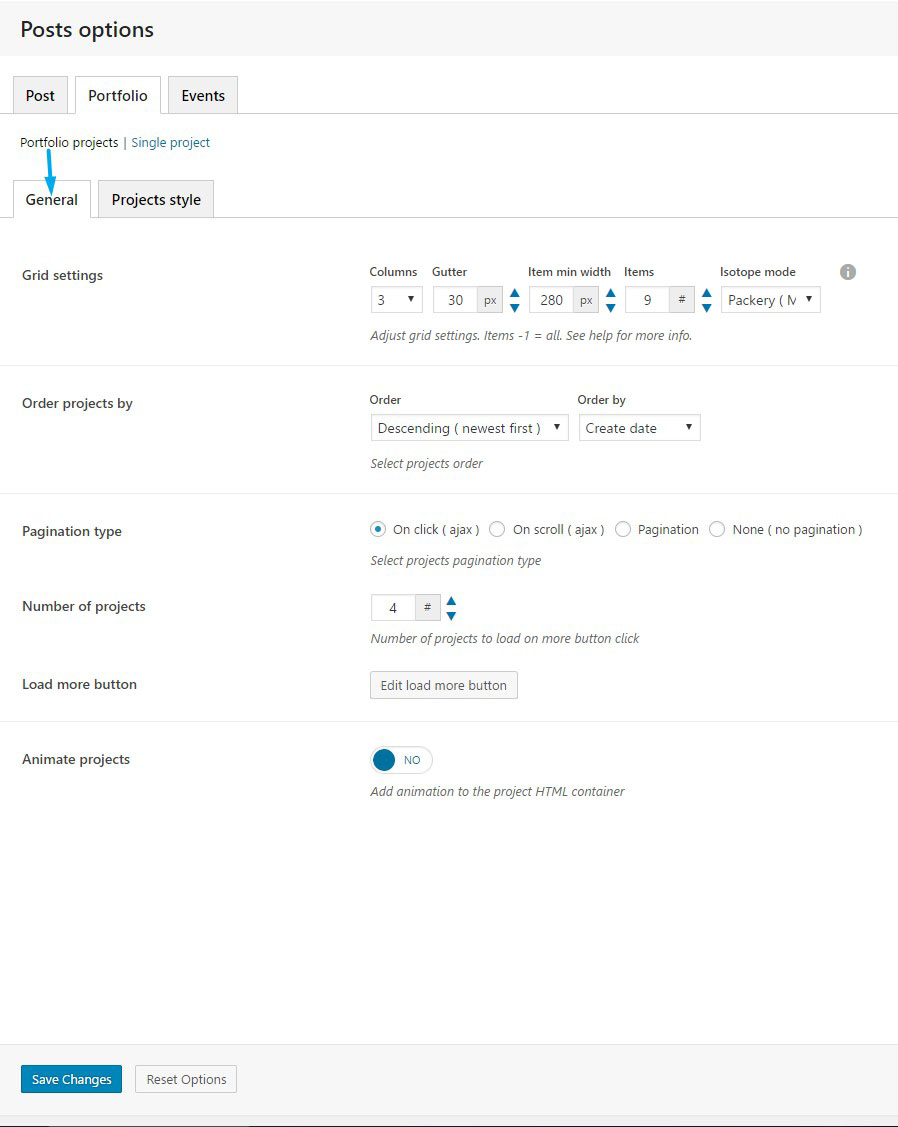 Posts options
Post Portfolio Events
Portfolio projects | Single project
General Projects style
Grid settings
Columns Gutter Item min width Items Isotope mode
3 30 px 280 px 9 # Packery ( M
Adjust grid settings. Items -1 = all. See help for more info.
Order projects by
Order Order by
Descending ( newest first ) Create date
Select projects order
Pagination type
On click ( ajax ) On scroll ( ajax ) Pagination None ( no pagination )
Select projects pagination type
Number of projects
4 #
Number of projects to load on more button click
Load more button
Edit load more button
Animate projects
NO
Add animation to the project HTML container
Save Changes Reset Options